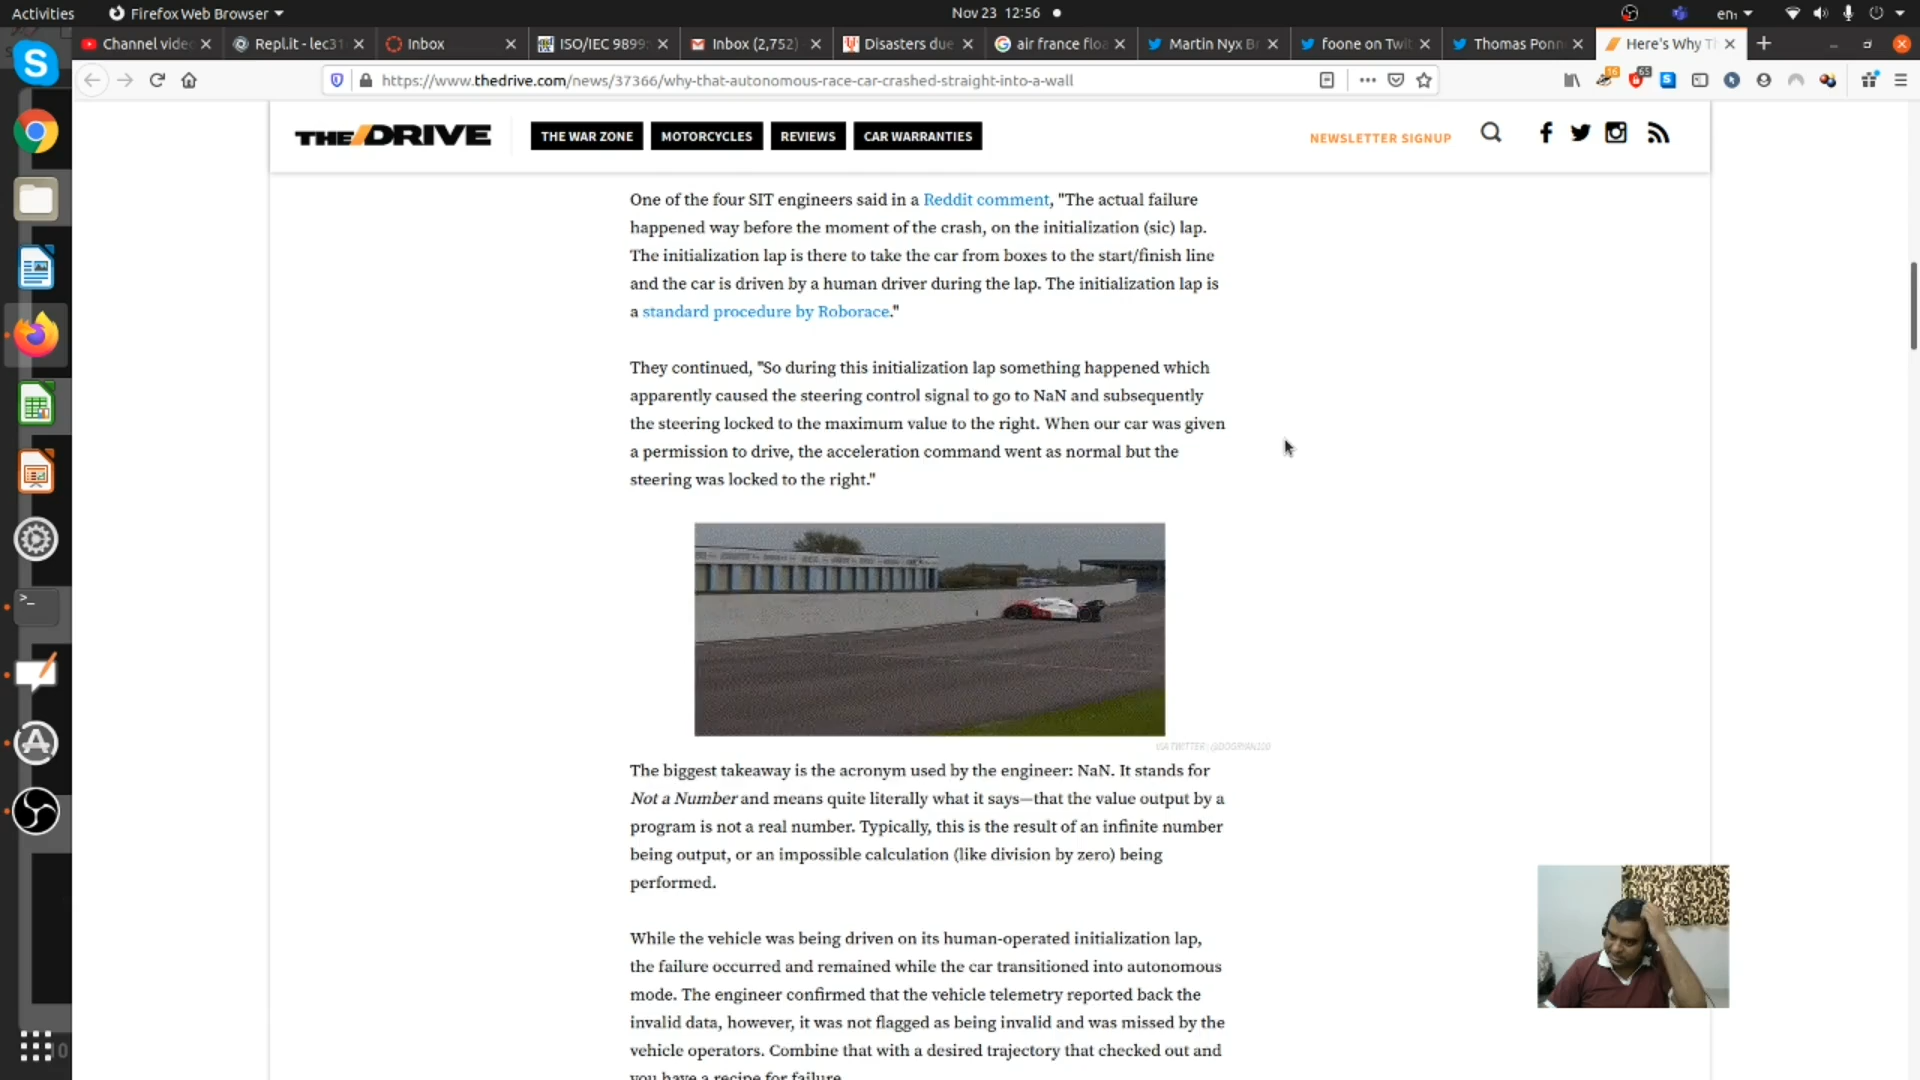 Activities
Firefox Web Browser
Nov 23 12:56
en₁
Channel vide
Repl.it - lec31
Inbox
ISO/IEC 9899
Inbox (2,752)
Disasters due
air france floa
Martin Nyx Br
foone on Twit
Thomas Ponn
Here's Why T
https://www.thedrive.com/news/37366/why-that-autonomous-race-car-crashed-straight-into-a-wall
16
65
THE DRIVE
THE WAR ZONE
MOTORCYCLES
REVIEWS
CAR WARRANTIES
NEWSLETTER SIGNUP
One of the four SIT engineers said in a Reddit comment, "The actual failure
happened way before the moment of the crash, on the initialization (sic) lap.
The initialization lap is there to take the car from boxes to the start/finish line
and the car is driven by a human driver during the lap. The initialization lap is
a standard procedure by Roborace."
They continued, "So during this initialization lap something happened which
apparently caused the steering control signal to go to NaN and subsequently
the steering locked to the maximum value to the right. When our car was given
a permission to drive, the acceleration command went as normal but the
steering was locked to the right."
VIA TWITTER |
The biggest takeaway is the acronym used by the engineer: NaN. It stands for
Not a Number and means quite literally what it says—that the value output by a
program is not a real number. Typically, this is the result of an infinite number
being output, or an impossible calculation (like division by zero) being
performed.
While the vehicle was being driven on its human-operated initialization lap,
the failure occurred and remained while the car transitioned into autonomous
mode. The engineer confirmed that the vehicle telemetry reported back the
invalid data, however, it was not flagged as being invalid and was missed by the
vehicle operators. Combine that with a desired trajectory that checked out and
you have a recipe for failure.